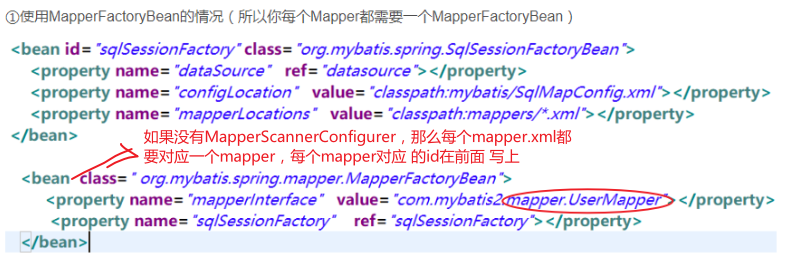 ①使用MapperFactoryBean的情况（所以你每个Mapper都需要一个MapperFactoryBean）
<bean id="sqlSessionFactory" class="org.mybatis.spring.SqlSessionFactoryBean">
<property name="dataSource" ref="datasource"></property>
<property name="configLocation" value="classpath:mybatis/SqlMapConfig.xml"></property>
<property name="mapperLocations" value="classpath:mappers/*.xml"></property>
</bean>
如果没有MapperScannerConfigurer，那么每个mapper.xml都
要对应一个mapper，每个mapper对应 的id在前面 写上
<bean class=" org.mybatis.spring.mapper.MapperFactoryBean">
<property name="mapperInterface" value="com.mybatis2.mapper.UserMapper"></property>
<property name="sqlSessionFactory" ref="sqlSessionFactory"></property>
</bean>